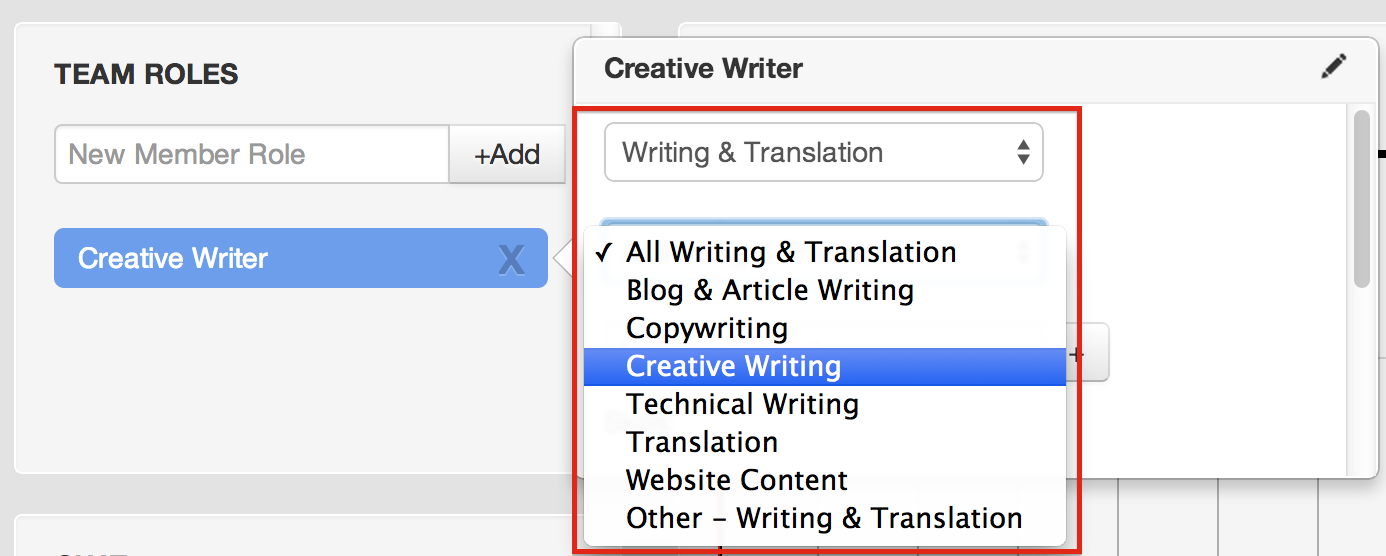 TEAM ROLES
New Member Role
+Add
Creative Writer
X
Creative Writer
Writing & Translation
✓ All Writing & Translation
Blog & Article Writing
Copywriting
Creative Writing
+
Technical Writing
Translation
Website Content
Other – Writing & Translation